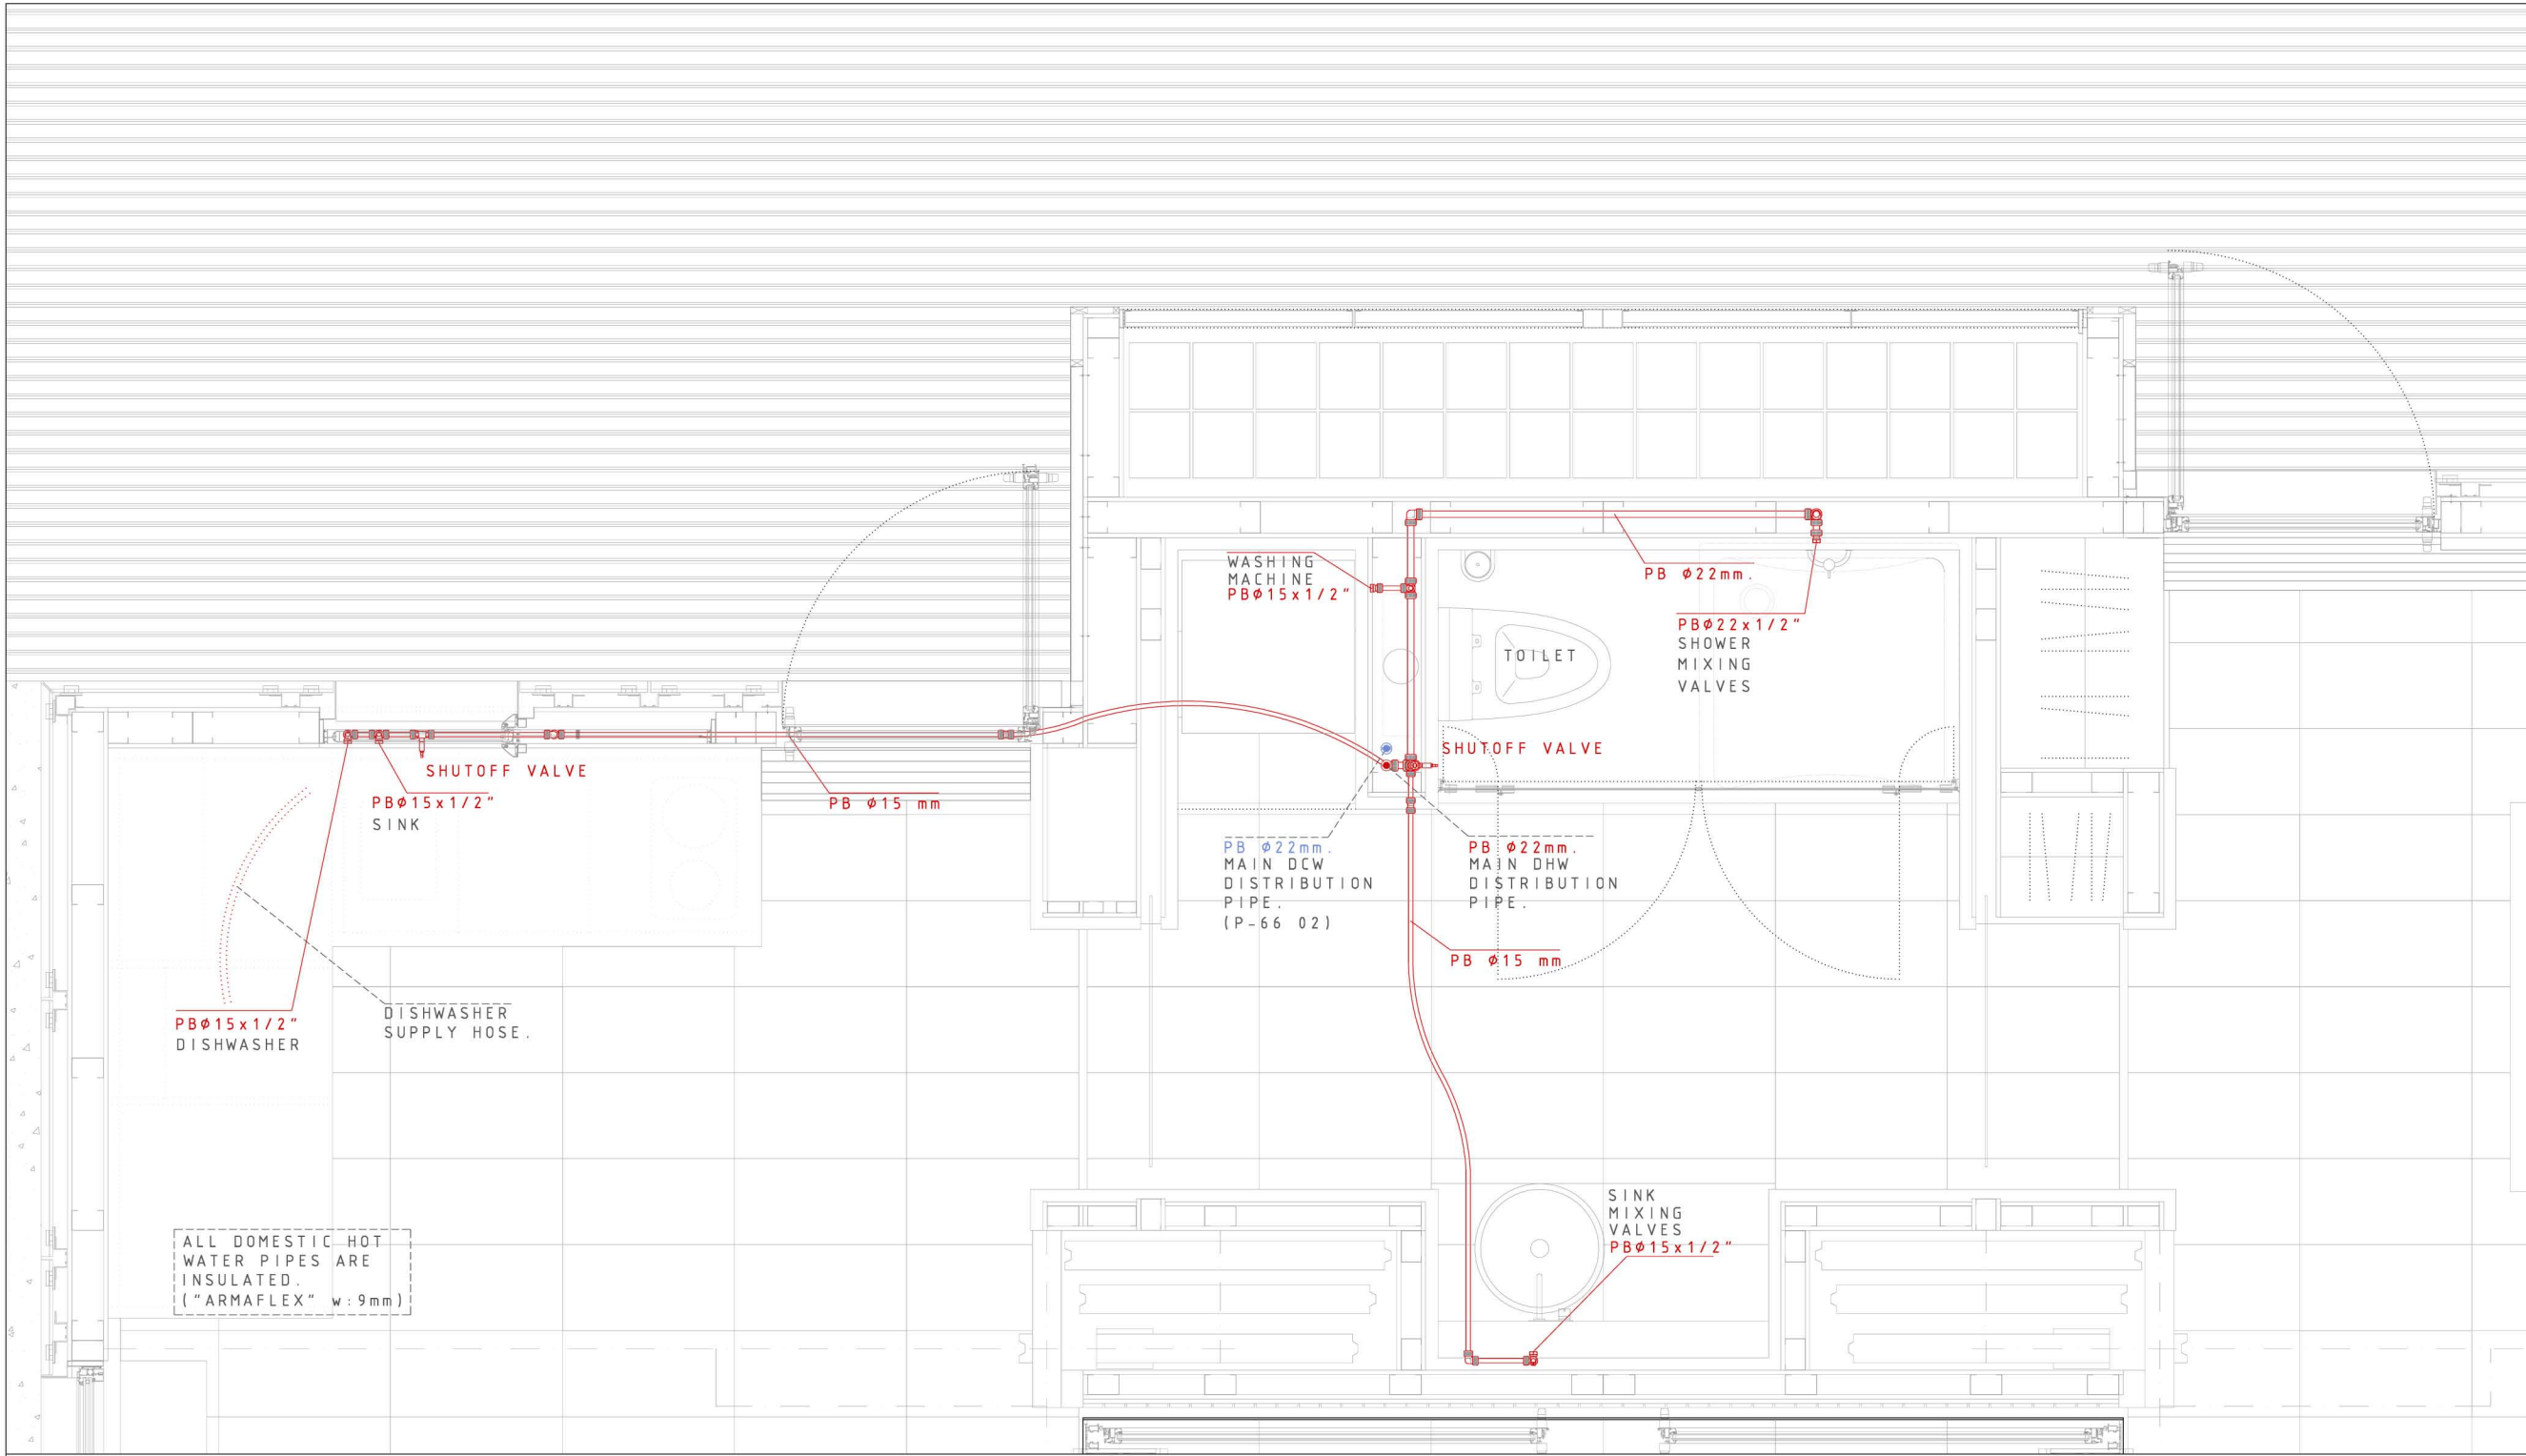 WASHING
MACHINE
PBø15x1/2"
PB ø22mm.
PBø22x1/2"
SHOWER
MIXING
VALVES
TOILET
SHUTOFF VALVE
SHUTOFF VALVE
PBø15x1/2"
SINK
PB ø15 mm
PB ø22mm.
MAIN DCW
DISTRIBUTION
PIPE.
(P-66 02)
PB ø22mm.
MAIN DHW
DISTRIBUTION
PIPE.
PB ø15 mm
PBø15x1/2"
DISHWASHER
DISHWASHER
SUPPLY HOSE.
SINK
MIXING
VALVES
PBø15x1/2"
ALL DOMESTIC HOT
WATER PIPES ARE
INSULATED.
("ARMAFLEX" w:9mm)